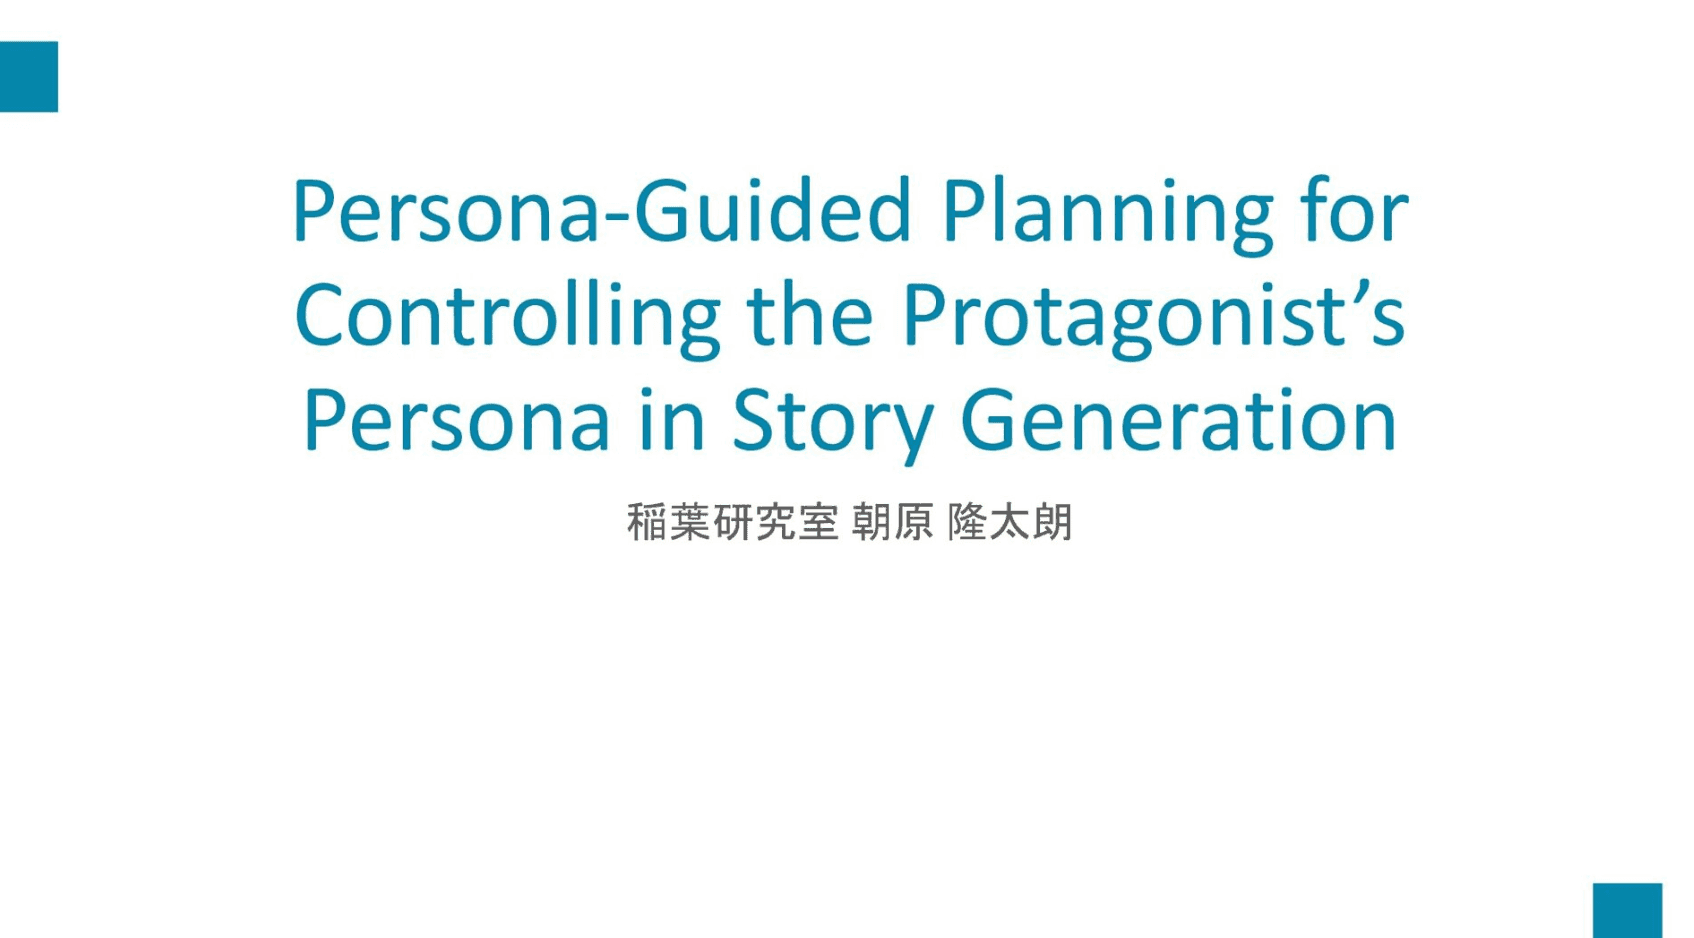 Persona-Guided Planning for
Controlling the Protagonist’s
Persona in Story Generation
稲葉研究室 朝原 隆太朗